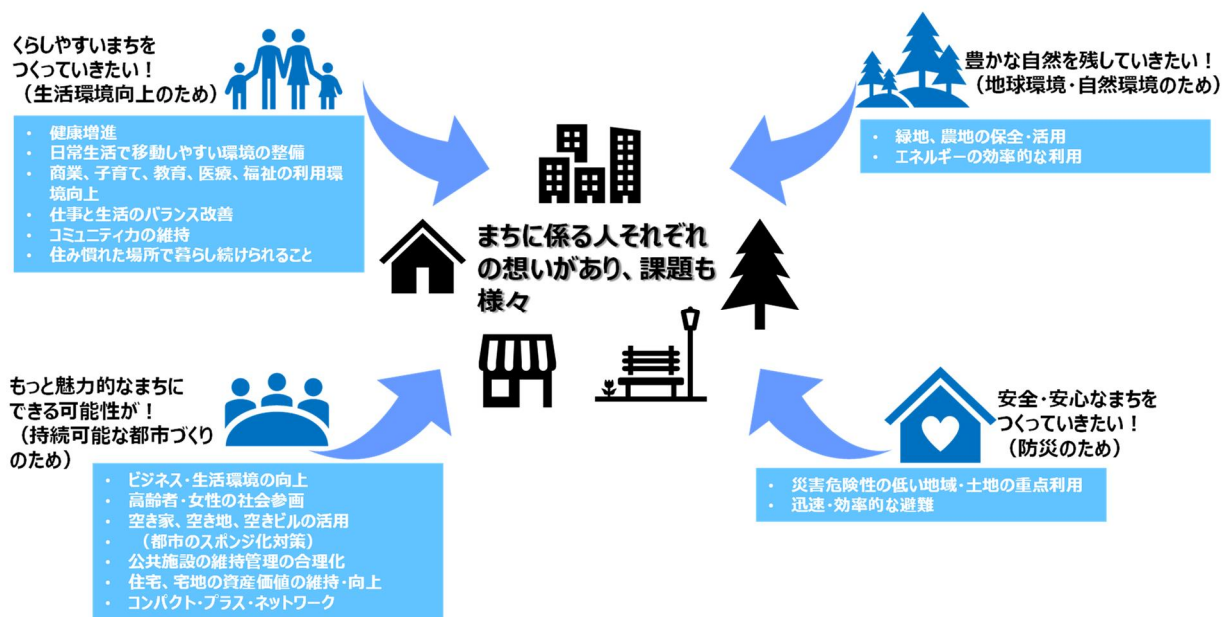 くらしやすいまちを
つくっていきたい！
（生活環境向上のため）
・ 健康増進
・ 日常生活で移動しやすい環境の整備
・ 商業、子育て、教育、医療、福祉の利用環
境向上
・ 仕事と生活のバランス改善
・ コミュニティ力の維持
・ 住み慣れた場所で暮らし続けられること
豊かな自然を残していきたい！
（地球環境・自然環境のため）
・ 緑地、農地の保全・活用
・ エネルギーの効率的な利用
まちに係る人それぞれ
の想いがあり、課題も
様々
もっと魅力的なまちに
できる可能性が！
（持続可能な都市づくり
のため）
・ ビジネス・生活環境の向上
・ 高齢者・女性の社会参画
・ 空き家、空き地、空きビルの活用
・ （都市のスポンジ化対策）
・ 公共施設の維持管理の合理化
・ 住宅、宅地の資産価値の維持・向上
・ コンパクト・プラス・ネットワーク
安全・安心なまちを
つくっていきたい！
（防災のため）
・ 災害危険性の低い地域・土地の重点利用
・ 迅速・効率的な避難